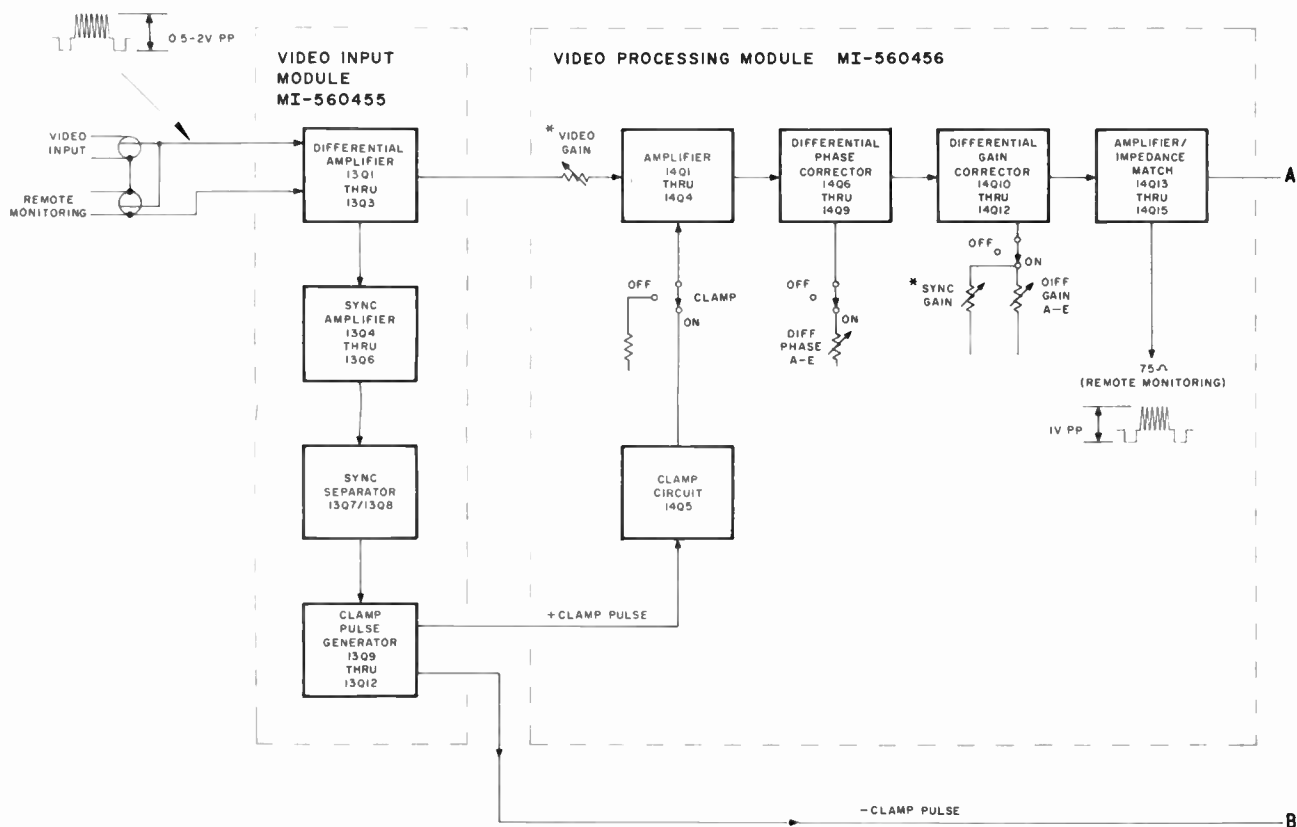 0.5-2V PP
VIDEO INPUT
MODULE
MI-560455
VIDEO PROCESSING MODULE MI-560456
VIDEO
INPUT
REMOTE
MONITORING
DIFFERENTIAL
AMPLIFIER
13Q1
THRU
13Q3
* VIDEO
GAIN
AMPLIFIER
14Q1
THRU
14Q4
DIFFERENTIAL
PHASE
CORRECTOR
14Q6
THRU
14Q9
DIFFERENTIAL
GAIN
CORRECTOR
14Q10
THRU
14Q12
AMPLIFIER/
IMPEDANCE
MATCH
14Q13
THRU
14Q15
A
SYNC
AMPLIFIER
13Q4
THRU
13Q6
OFF
CLAMP
ON
OFF
ON
DIFF
PHASE
A-E
OFF
ON
* SYNC
GAIN
DIFF
GAIN
A-E
75Ω
(REMOTE MONITORING)
1V PP
SYNC
SEPARATOR
13Q7/13Q8
CLAMP
CIRCUIT
14Q5
CLAMP
PULSE
GENERATOR
13Q9
THRU
13Q12
+CLAMP PULSE
-CLAMP PULSE
B